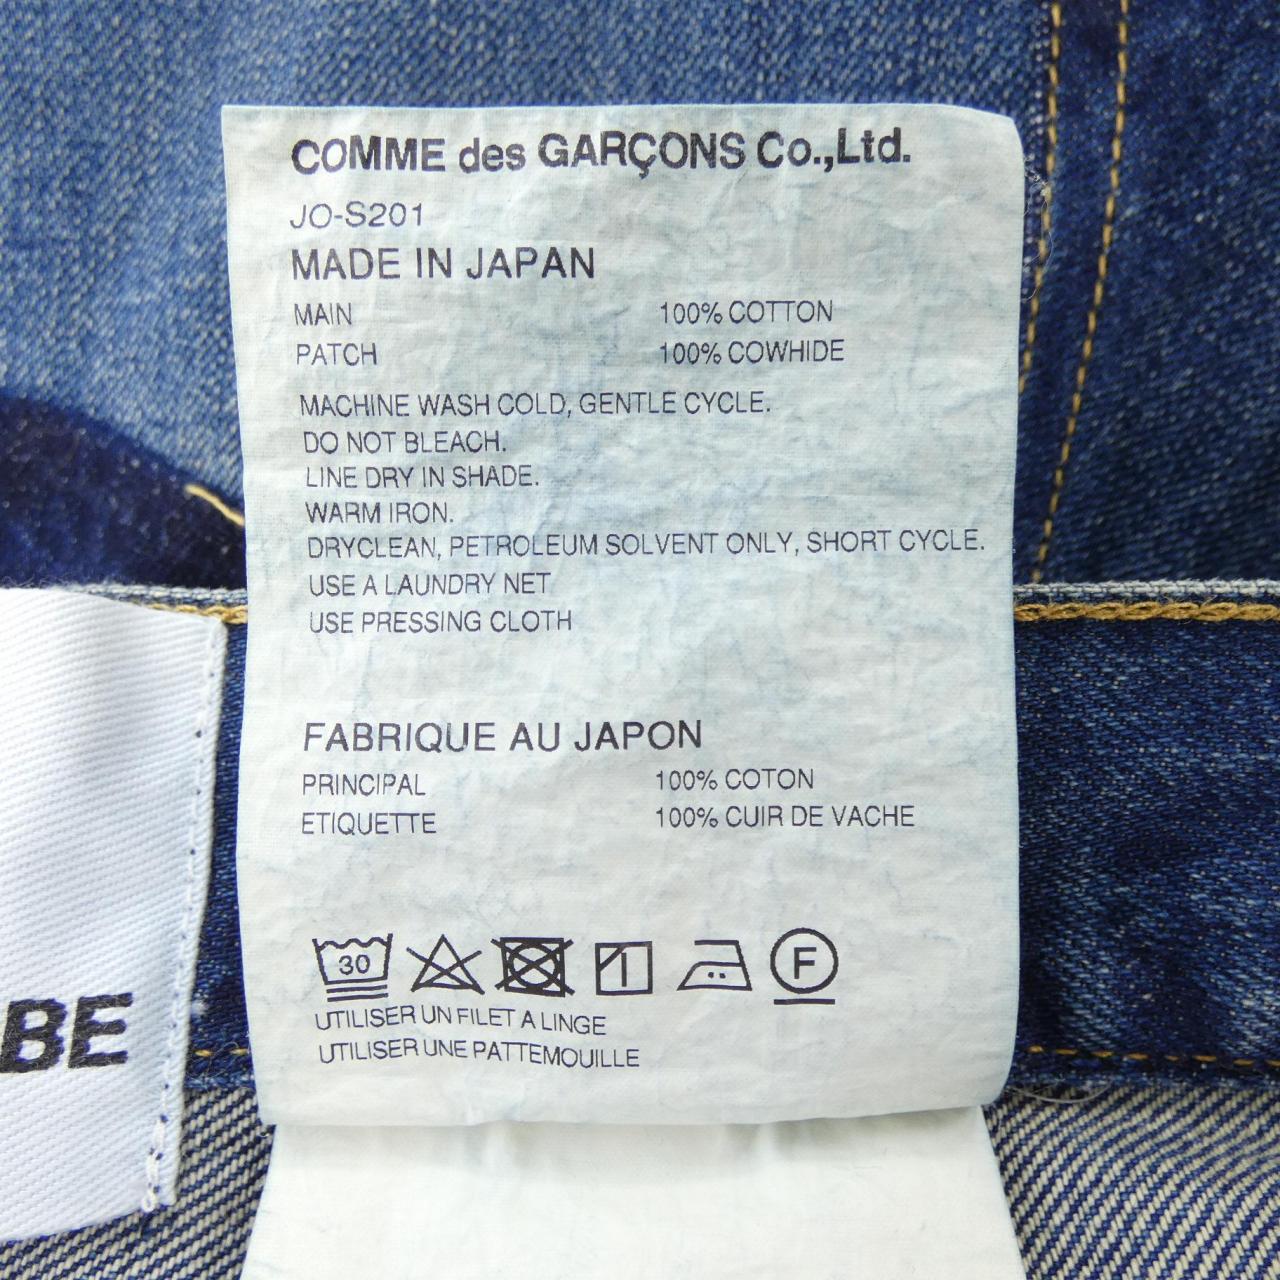 COMME des GARÇONS Co.,Ltd.
JO-S201
MADE IN JAPAN
MAIN 100% COTTON
PATCH 100% COWHIDE
MACHINE WASH COLD, GENTLE CYCLE.
DO NOT BLEACH.
LINE DRY IN SHADE.
WARM IRON.
DRYCLEAN, PETROLEUM SOLVENT ONLY, SHORT CYCLE.
USE A LAUNDRY NET
USE PRESSING CLOTH
FABRIQUE AU JAPON
PRINCIPAL 100% COTON
ETIQUETTE 100% CUIR DE VACHE
30 F
UTILISER UN FILET A LINGE
UTILISER UNE PATTEMOUILLE
BE